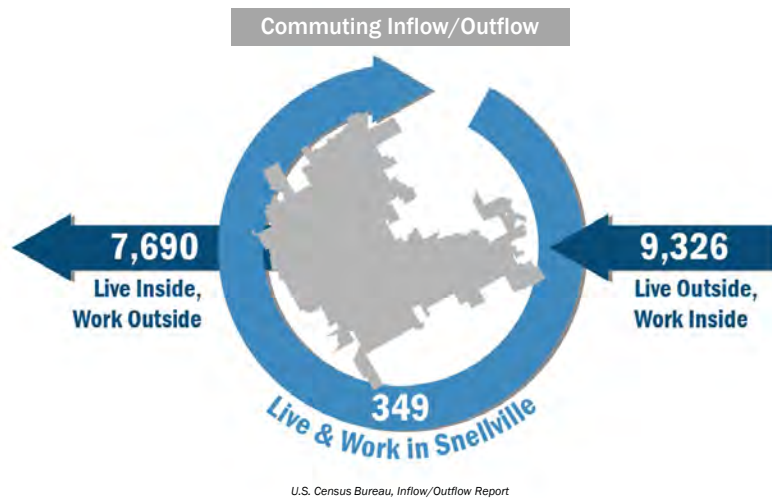 Commuting Inflow/Outflow
7,690
Live Inside,
Work Outside
9,326
Live Outside,
Work Inside
349
Live & Work in Snellville
U.S. Census Bureau, Inflow/Outflow Report